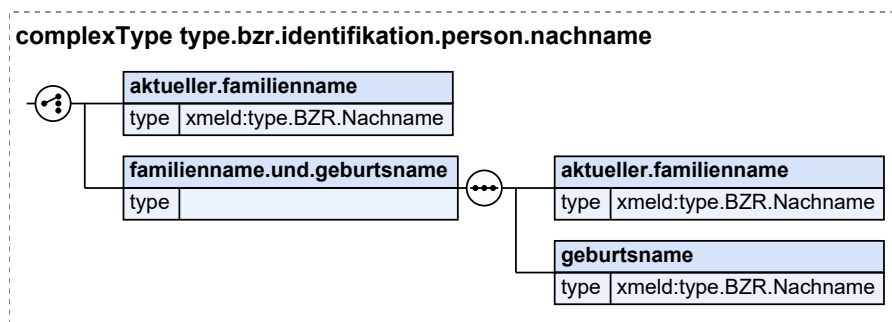 complexType type.bzr.identifikation.person.nachname
aktueller.familienname
type xmeld:type.BZR.Nachname
familienname.und.geburtsname
type
aktueller.familienname
type xmeld:type.BZR.Nachname
geburtsname
type xmeld:type.BZR.Nachname